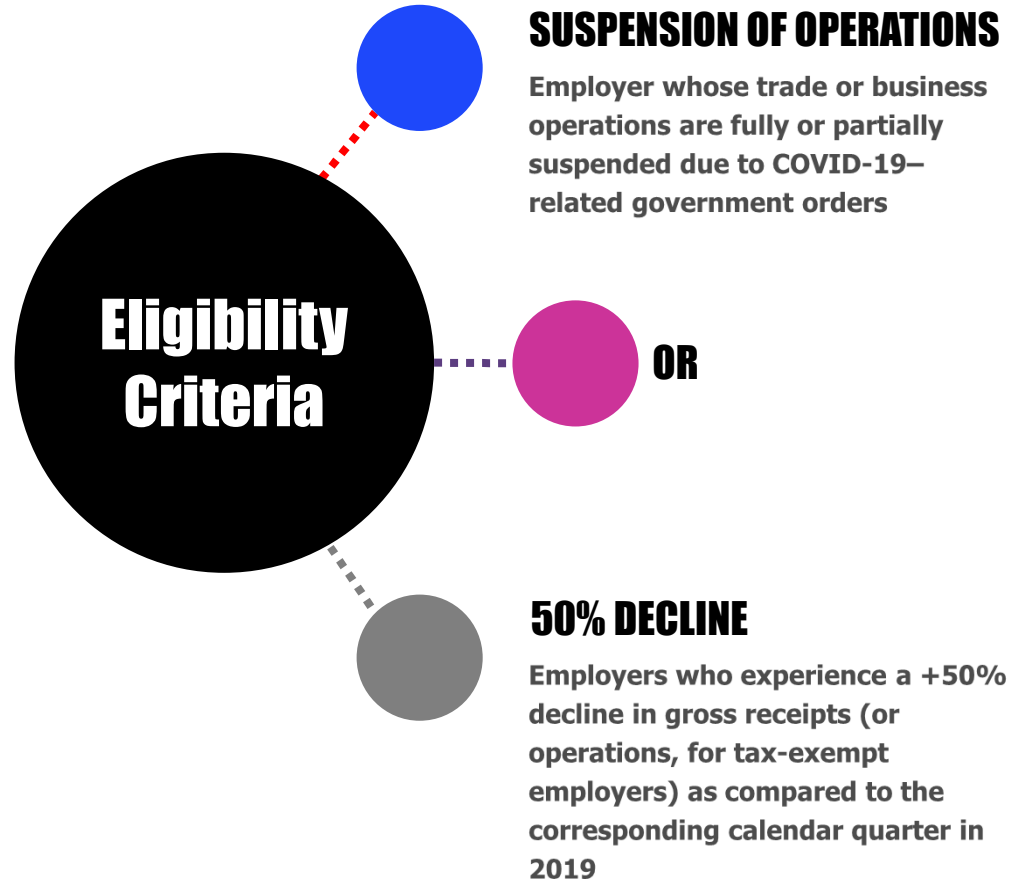 SUSPENSION OF OPERATIONS
Employer whose trade or business
operations are fully or partially
suspended due to COVID-19–
related government orders
Eligibility
Criteria
OR
50% DECLINE
Employers who experience a +50%
decline in gross receipts (or
operations, for tax-exempt
employers) as compared to the
corresponding calendar quarter in
2019